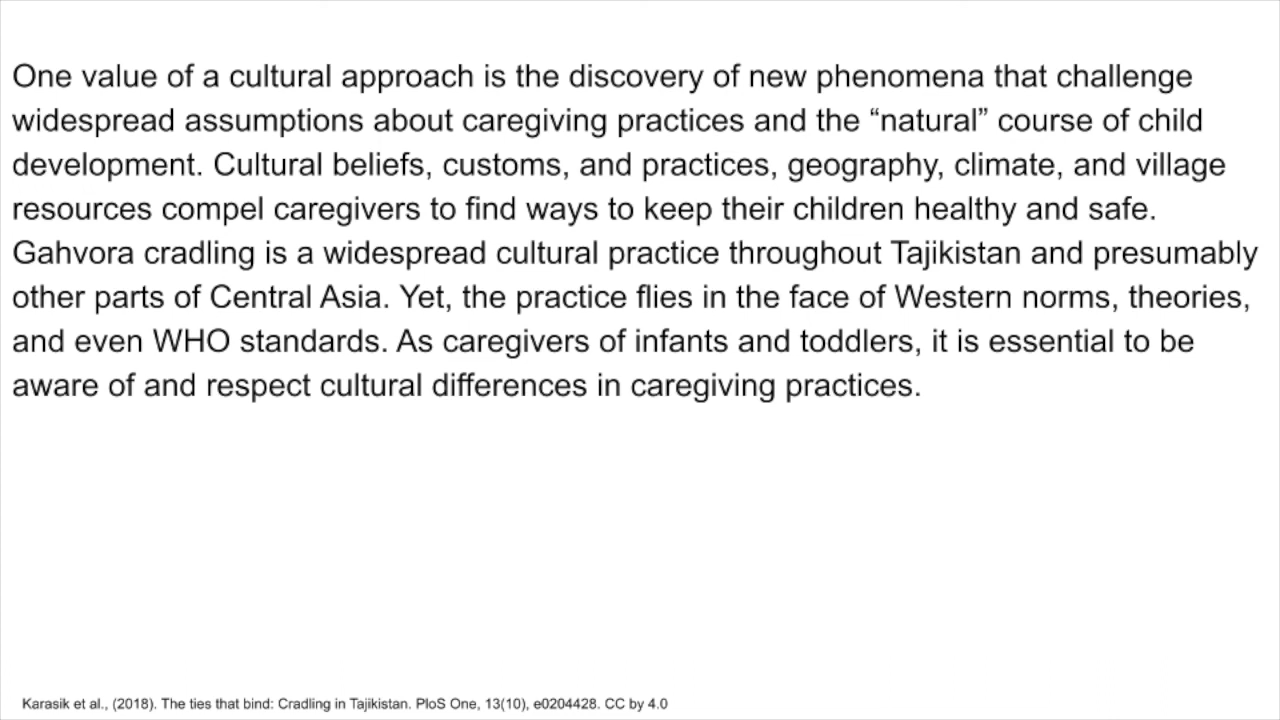 One value of a cultural approach is the discovery of new phenomena that challenge
widespread assumptions about caregiving practices and the “natural” course of child
development. Cultural beliefs, customs, and practices, geography, climate, and village
resources compel caregivers to find ways to keep their children healthy and safe.
Gahvora cradling is a widespread cultural practice throughout Tajikistan and presumably
other parts of Central Asia. Yet, the practice flies in the face of Western norms, theories,
and even WHO standards. As caregivers of infants and toddlers, it is essential to be
aware of and respect cultural differences in caregiving practices.
Karasik et al., (2018). The ties that bind: Cradling in Tajikistan. PloS One, 13(10), e0204428. CC by 4.0